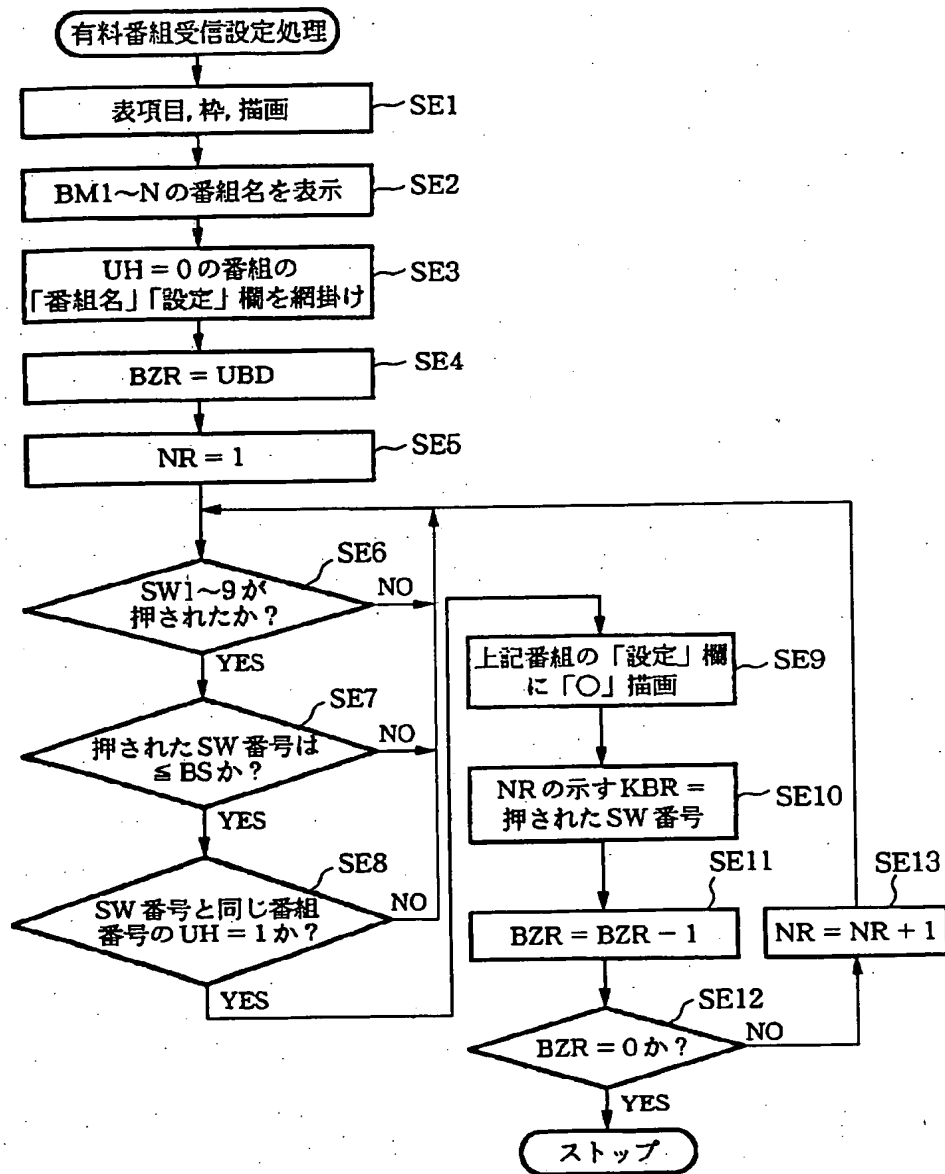 有料番組受信設定処理
表項目,枠,描画
SE1
BM1〜Nの番組名を表示
SE2
UH=0の番組の
「番組名」「設定」欄を網掛け
SE3
BZR=UBD
SE4
NR=1
SE5
SW1〜9が
押されたか?
SE6
NO
YES
押されたSW番号は
≦BSか?
SE7
NO
YES
SW番号と同じ番組
番号のUH=1か?
SE8
NO
YES
上記番組の「設定」欄
に「○」描画
SE9
NRの示すKBR=
押されたSW番号
SE10
BZR=BZR-1
SE11
BZR=0か?
SE12
NO
YES
NR=NR+1
SE13
ストップ